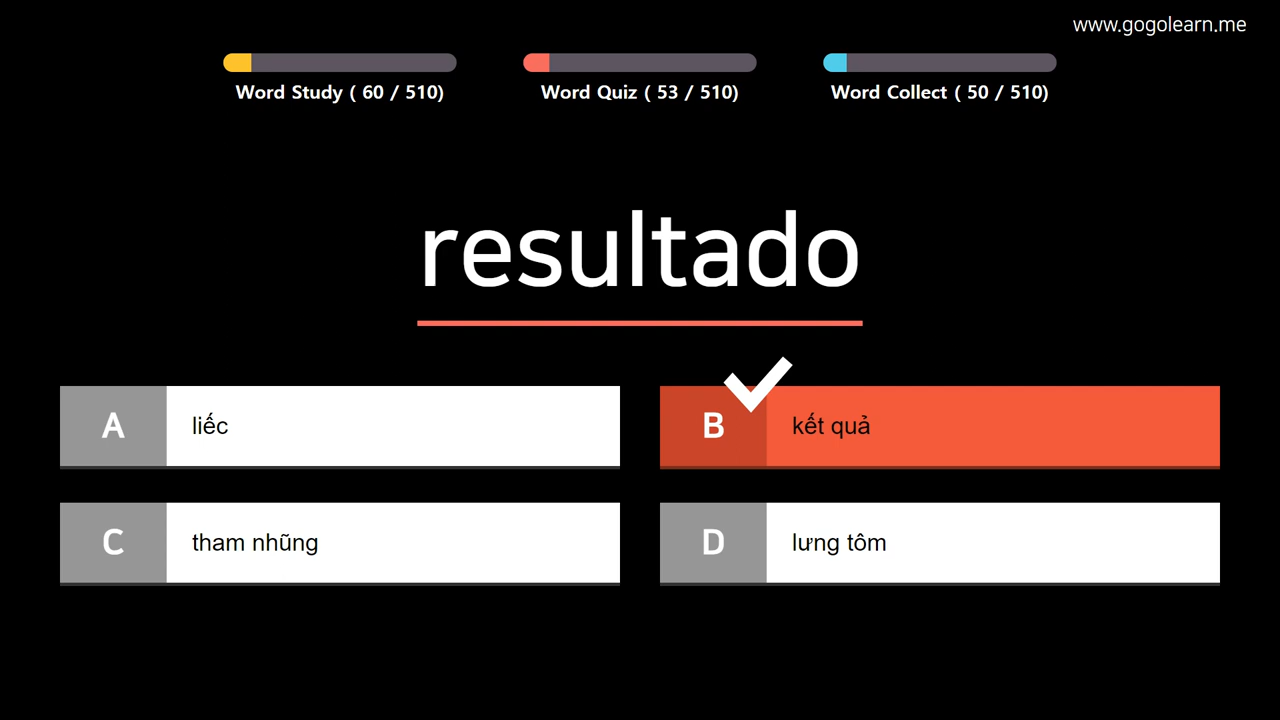 www.gogolearn.me
Word Study ( 60 / 510)
Word Quiz ( 53 / 510)
Word Collect ( 50 / 510)
resultado
A liếc
B kết quả
C tham nhũng
D lưng tôm